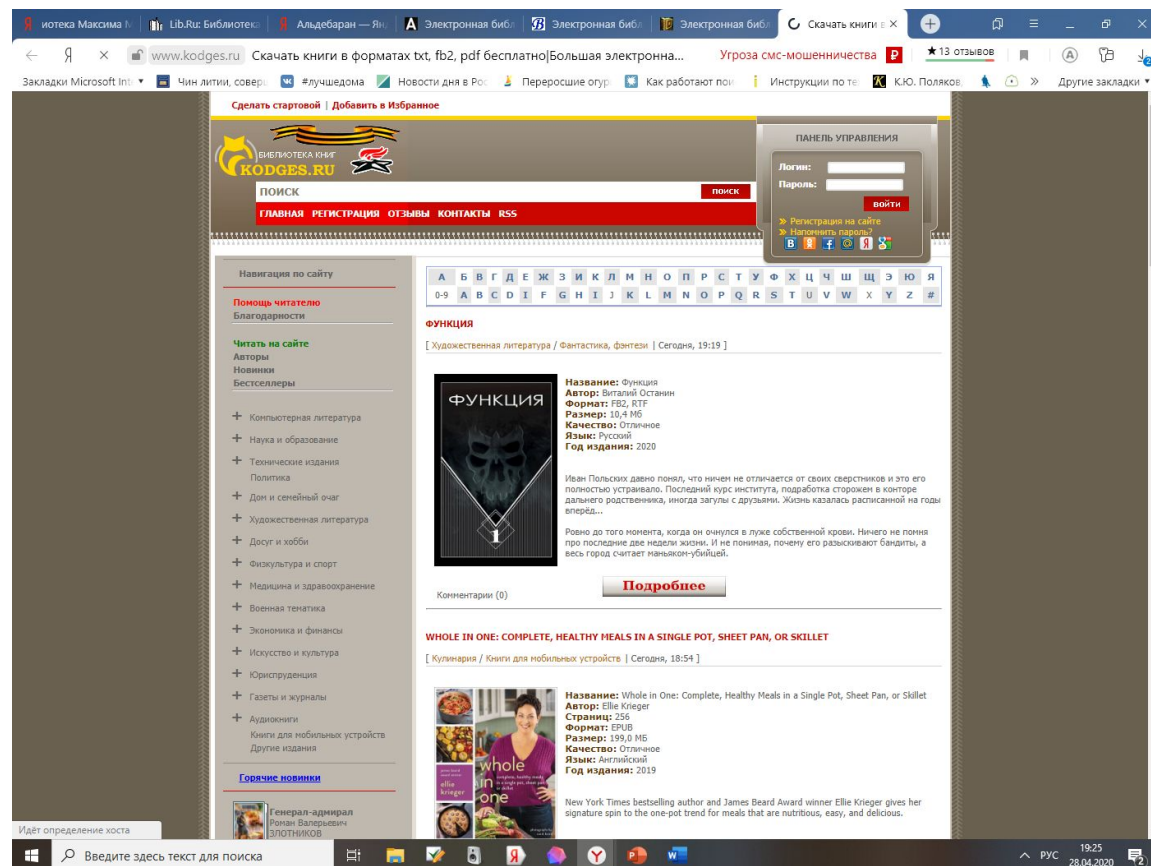 иотека Максима М
Lib.Ru: Библиотека
Альдебаран — Ян
Электронная библ
Электронная библ
Электронная библ
Скачать книги в
www.kodges.ru Скачать книги в форматах txt, fb2, pdf бесплатно|Большая электронна...
Угроза смс-мошенничества
★13 отзывов
Закладки Microsoft Int
Чин литии, соверш
#лучшедома
Новости дня в Рос
Переросшие огур
Как работают пои
Инструкции по те
К.Ю. Поляков
»
Другие закладки
Сделать стартовой | Добавить в Избранное
БИБЛИОТЕКА КНИГ
KODGES.RU
ПОИСК
поиск
ГЛАВНАЯ РЕГИСТРАЦИЯ ОТЗЫВЫ КОНТАКТЫ RSS
ПАНЕЛЬ УПРАВЛЕНИЯ
Логин:
Пароль:
войти
» Регистрация на сайте
» Напомнить пароль?
Навигация по сайту
Помощь читателю
Благодарности
Читать на сайте
Авторы
Новинки
Бестселлеры
+ Компьютерная литература
+ Наука и образование
+ Технические издания
Политика
+ Дом и семейный очаг
+ Художественная литература
+ Досуг и хобби
+ Физкультура и спорт
+ Медицина и здравоохранение
+ Военная тематика
+ Экономика и финансы
+ Искусство и культура
+ Юриспруденция
+ Газеты и журналы
+ Аудиокниги
Книги для мобильных устройств
Другие издания
Горячие новинки
Генерал-адмирал
Роман Валерьевич
ЗЛОТНИКОВ
А Б В Г Д Е Ж З И К Л М Н О П Р С Т У Ф Х Ц Ч Ш Щ Э Ю Я
0-9 A B C D I F G H I J K L M N O P Q R S T U V W X Y Z #
ФУНКЦИЯ
[ Художественная литература / Фантастика, фэнтези | Сегодня, 19:19 ]
ФУНКЦИЯ
1
Название: Функция
Автор: Виталий Останин
Формат: FB2, RTF
Размер: 10,4 Мб
Качество: Отличное
Язык: Русский
Год издания: 2020
Иван Польских давно понял, что ничем не отличается от своих сверстников и это его
полностью устраивало. Последний курс института, подработка сторожем в конторе
дальнего родственника, иногда загулы с друзьями. Жизнь казалась расписанной на годы
вперёд...
Ровно до того момента, когда он очнулся в луже собственной крови. Ничего не помня
про последние две недели жизни. И не понимая, почему его разыскивают бандиты, а
весь город считает маньяком-убийцей.
Комментарии (0)
Подробнее
WHOLE IN ONE: COMPLETE, HEALTHY MEALS IN A SINGLE POT, SHEET PAN, OR SKILLET
[ Кулинария / Книги для мобильных устройств | Сегодня, 18:54 ]
whole
in
one
ellie
krieger
Название: Whole in One: Complete, Healthy Meals in a Single Pot, Sheet Pan, or Skillet
Автор: Ellie Krieger
Страниц: 256
Формат: EPUB
Размер: 199,0 МБ
Качество: Отличное
Язык: Английский
Год издания: 2019
New York Times bestselling author and James Beard Award winner Ellie Krieger gives her
signature spin to the one-pot trend for meals that are nutritious, easy, and delicious.
Идёт определение хоста
Введите здесь текст для поиска
РУС
19:25
28.04.2020